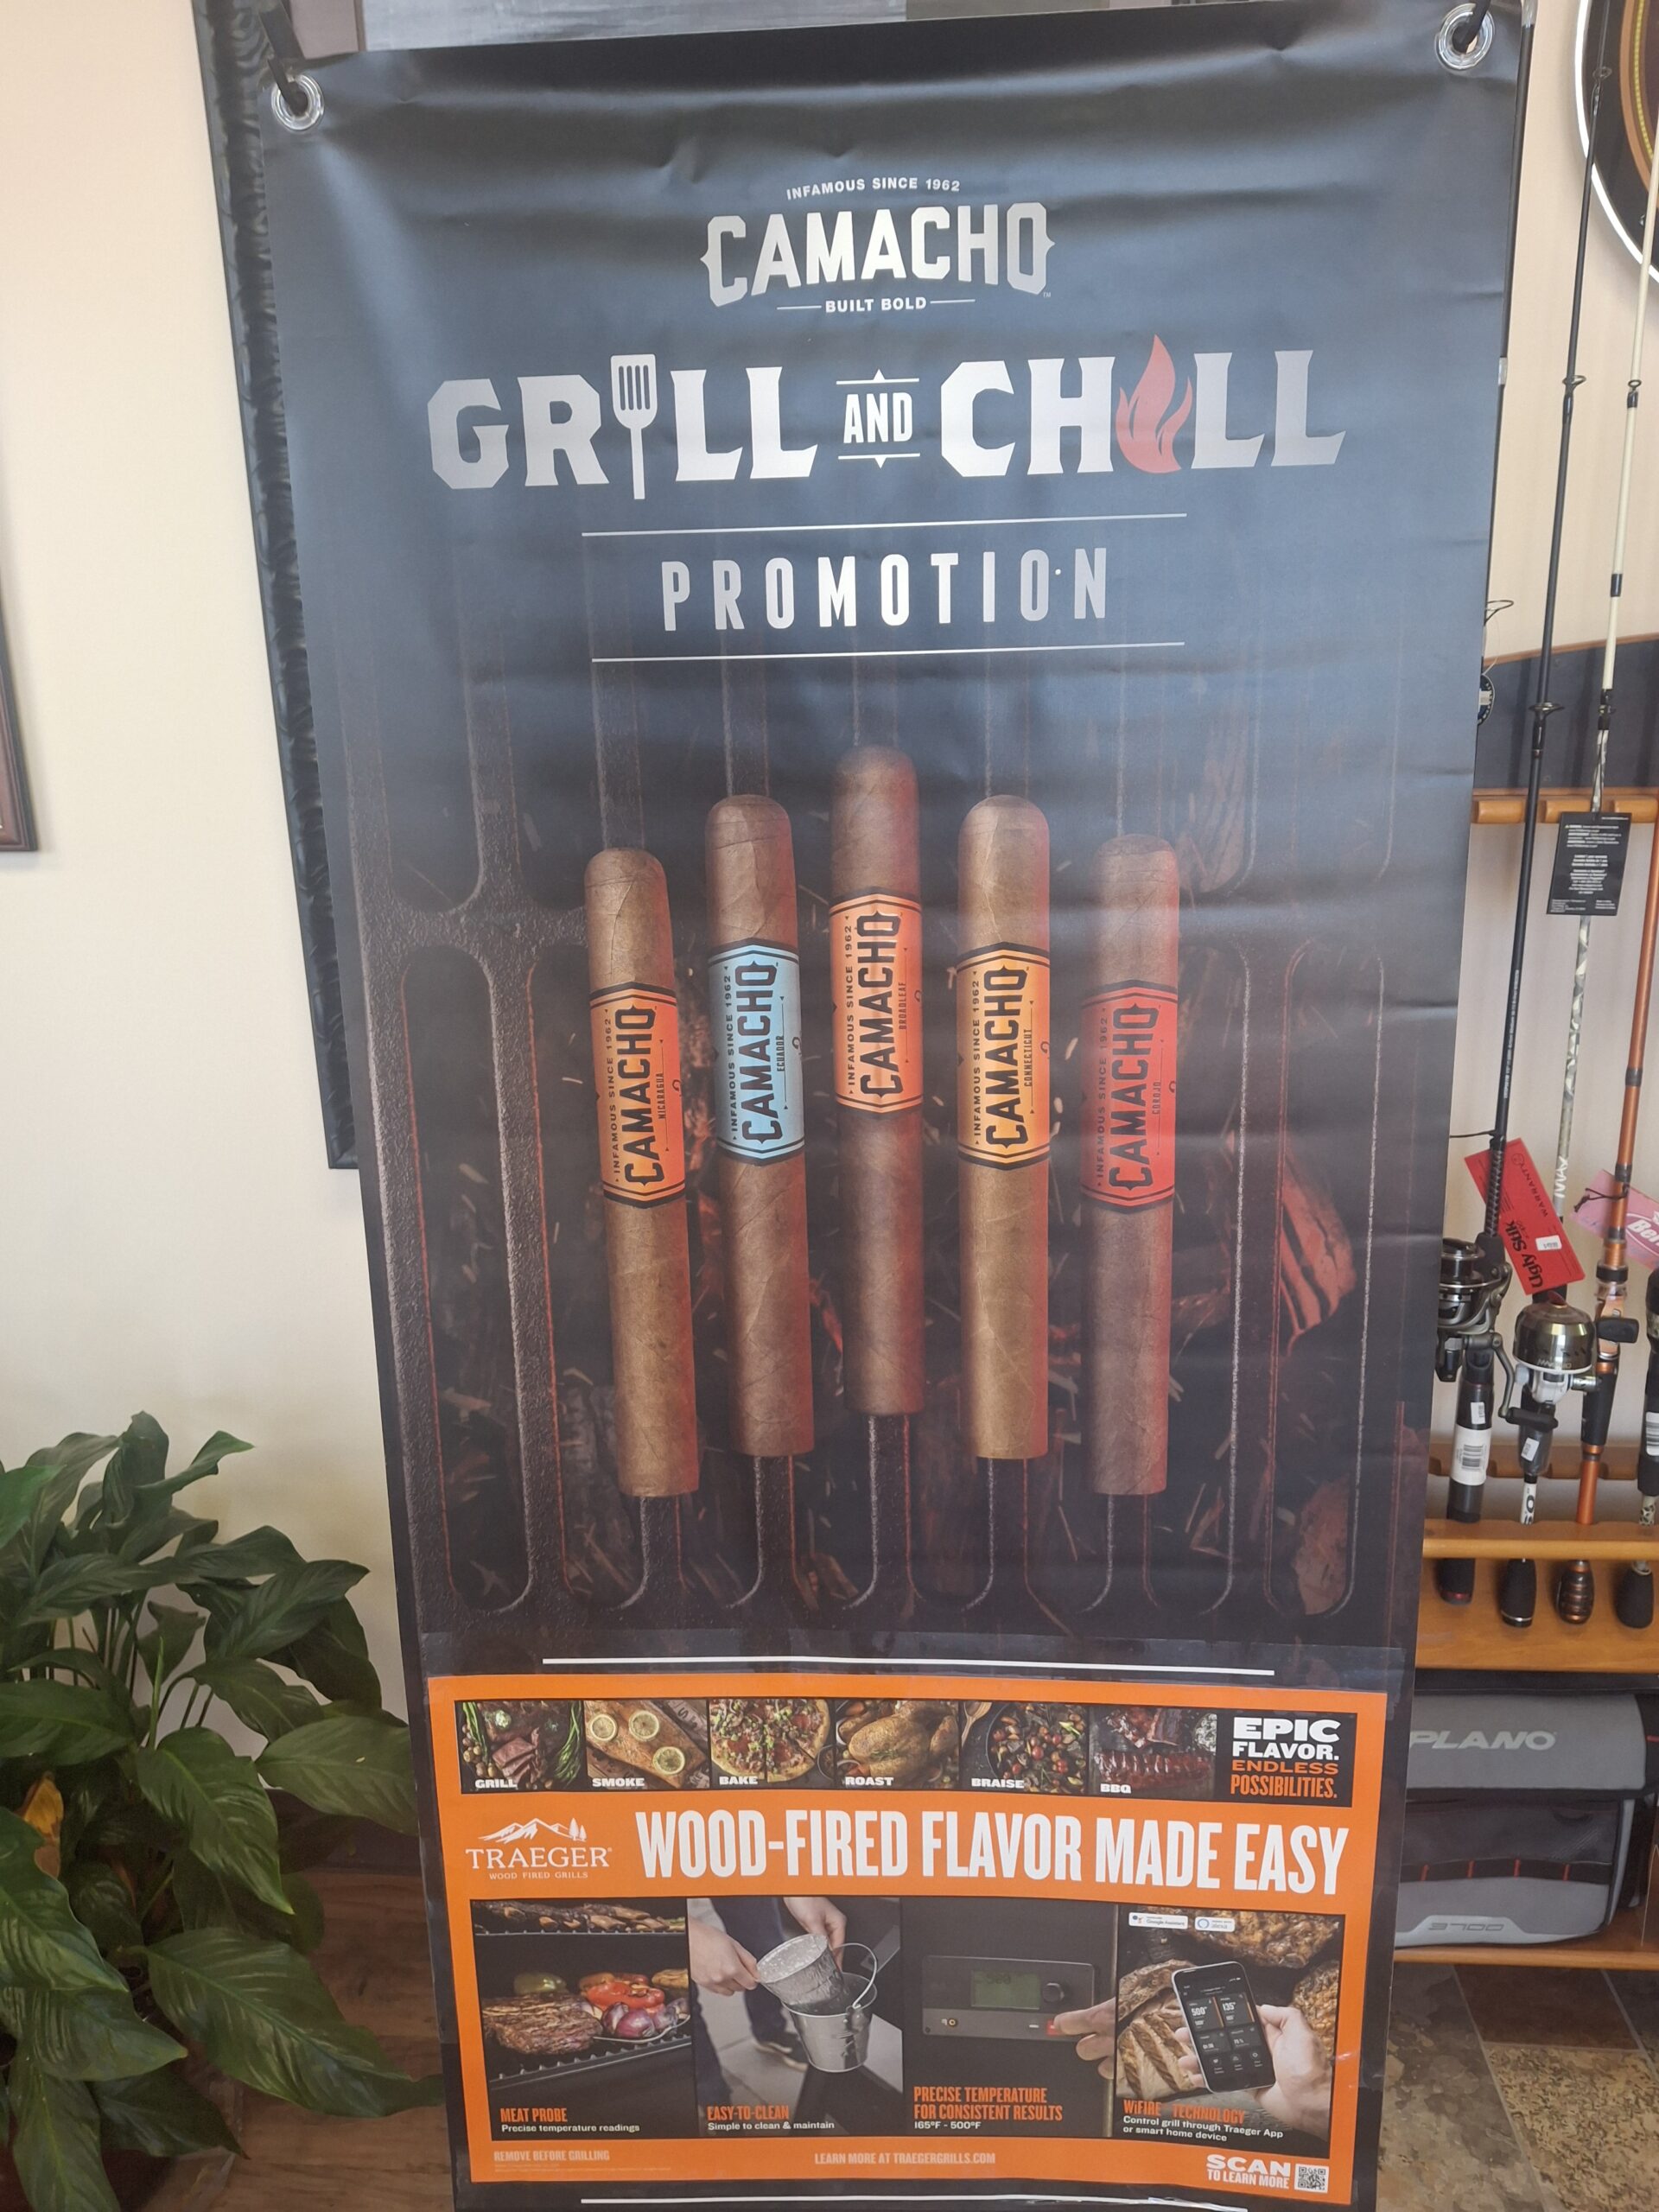 INFAMOUS SINCE 1962
CAMACHO
BUILT BOLD
GRILL AND CHILL
PROMOTION
INFAMOUS SINCE 1962
CAMACHO
NICARAGUA
INFAMOUS SINCE 1962
CAMACHO
ECUADOR
INFAMOUS SINCE 1962
CAMACHO
BROADLEAF
INFAMOUS SINCE 1962
CAMACHO
CONNECTICUT
INFAMOUS SINCE 1962
CAMACHO
COROJO
Ugly Stik
WARRANTY
PLANO
3700
GRILL
SMOKE
BAKE
ROAST
BRAISE
BBQ
EPIC
FLAVOR.
ENDLESS
POSSIBILITIES.
TRAEGER
WOOD FIRED GRILLS
WOOD-FIRED FLAVOR MADE EASY
MEAT PROBE
Precise temperature readings
EASY-TO-CLEAN
Simple to clean & maintain
PRECISE TEMPERATURE
FOR CONSISTENT RESULTS
165°F - 500°F
WiFIRE TECHNOLOGY
Control grill through Traeger App
or smart home device
REMOVE BEFORE GRILLING
LEARN MORE AT TRAEGERGRILLS.COM
SCAN
TO LEARN MORE